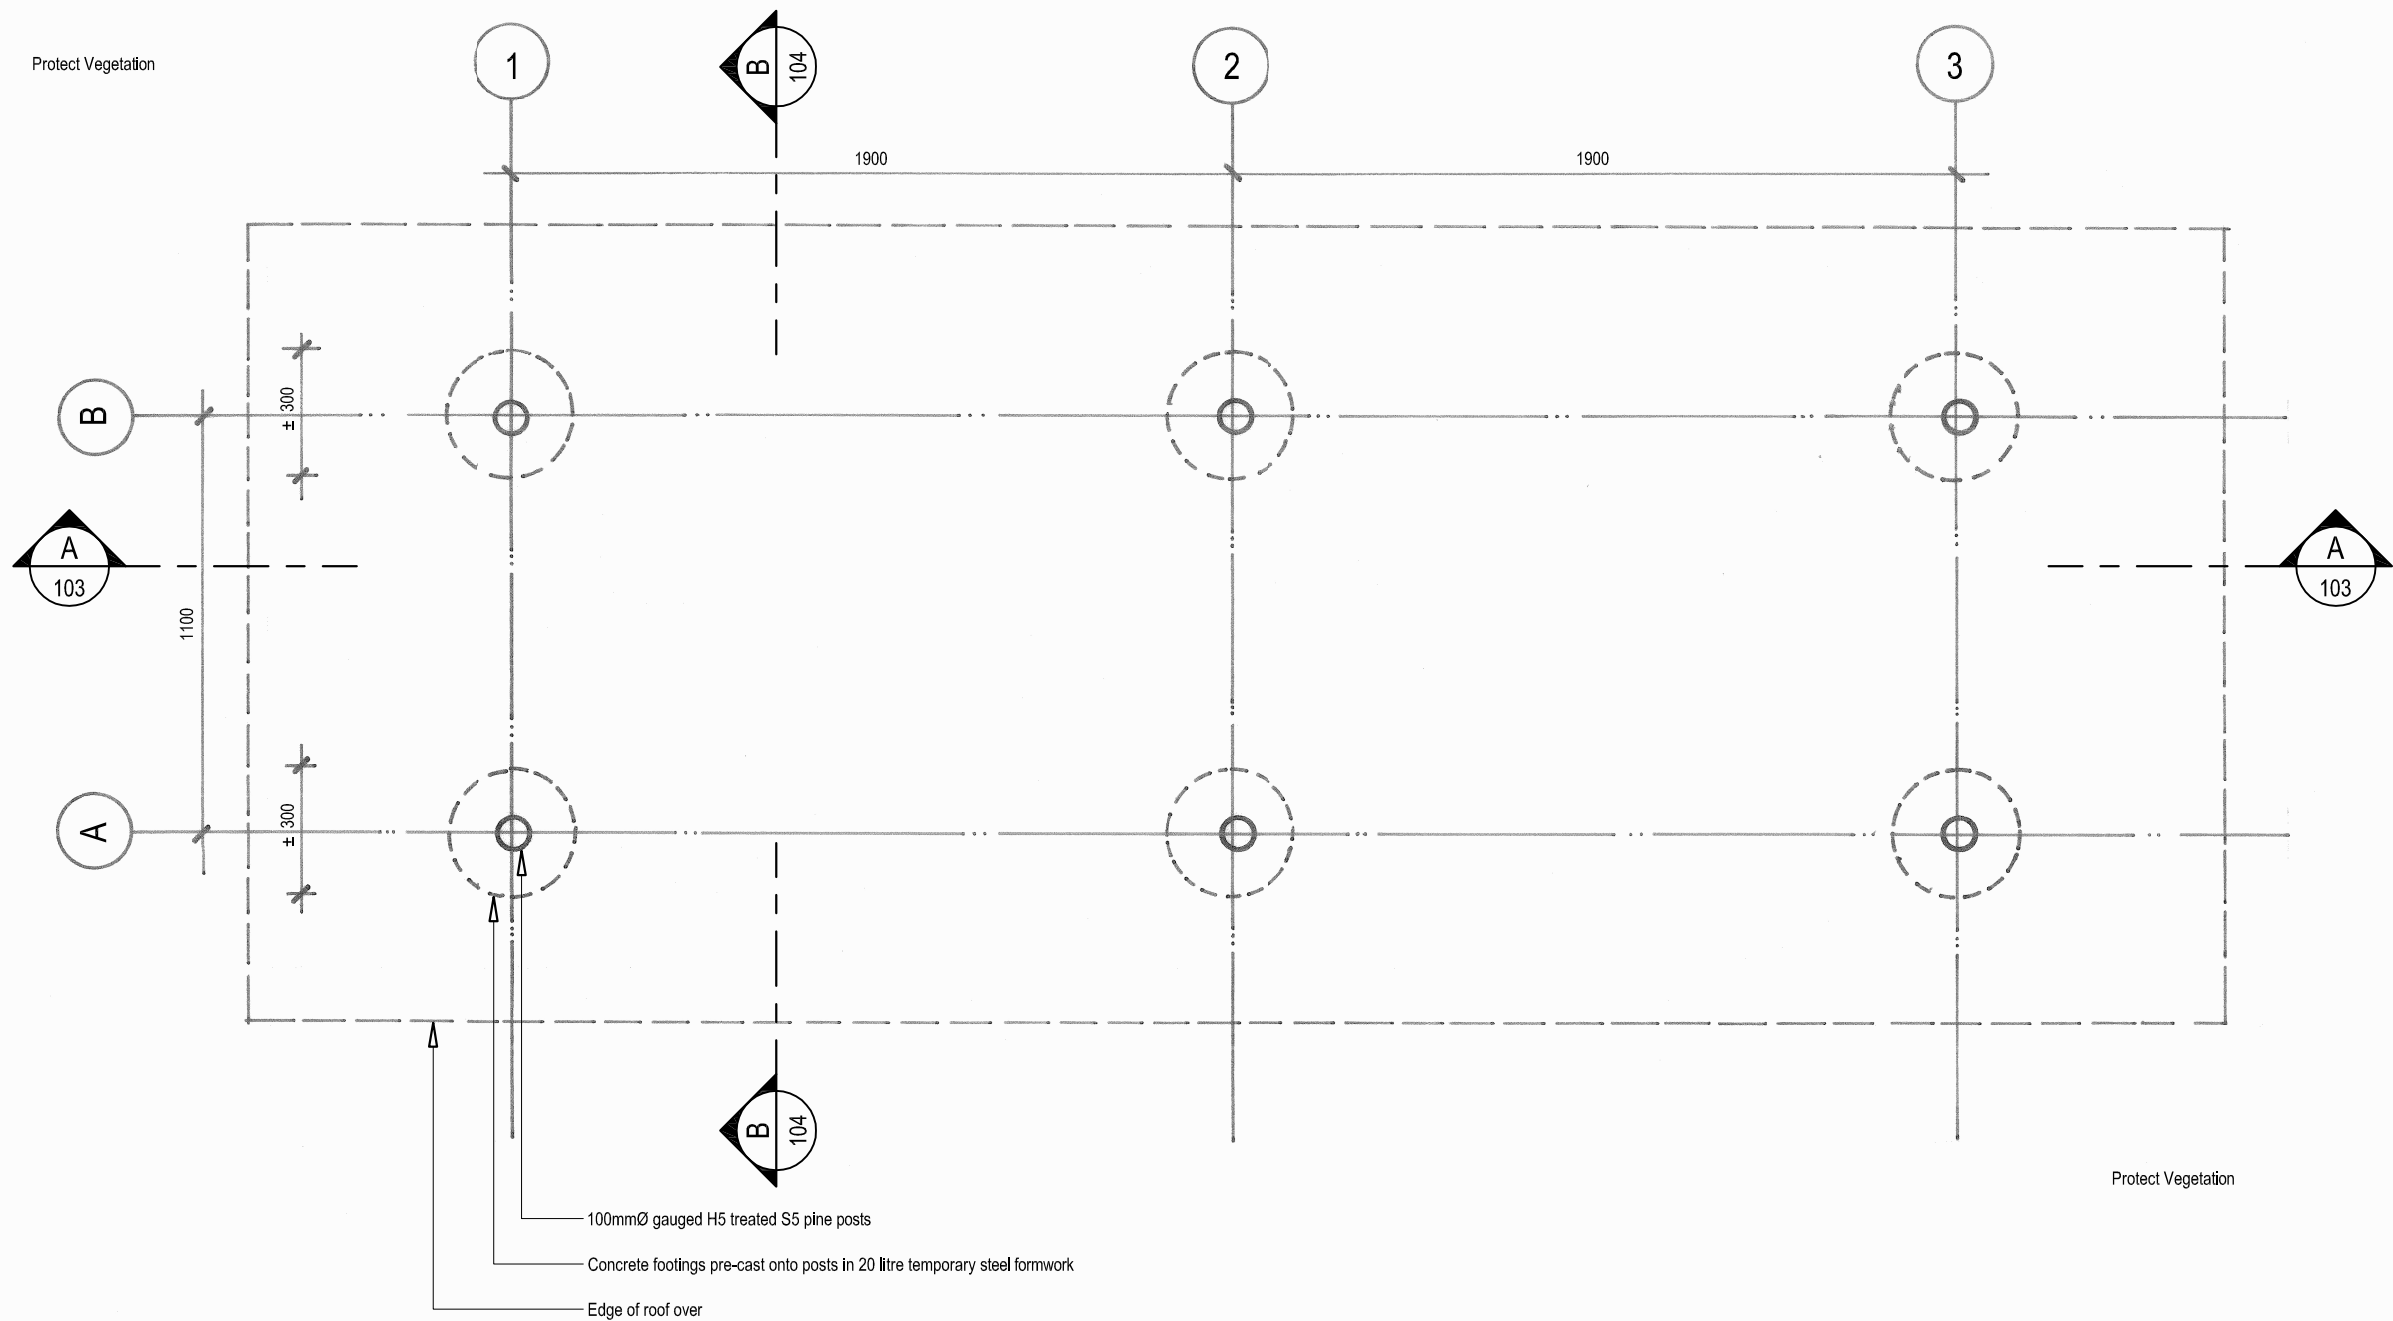 Protect Vegetation
1
B
104
2
3
1900
1900
± 300
B
A
103
A
103
1100
± 300
A
B
104
Protect Vegetation
100mmØ gauged H5 treated S5 pine posts
Concrete footings pre-cast onto posts in 20 litre temporary steel formwork
Edge of roof over